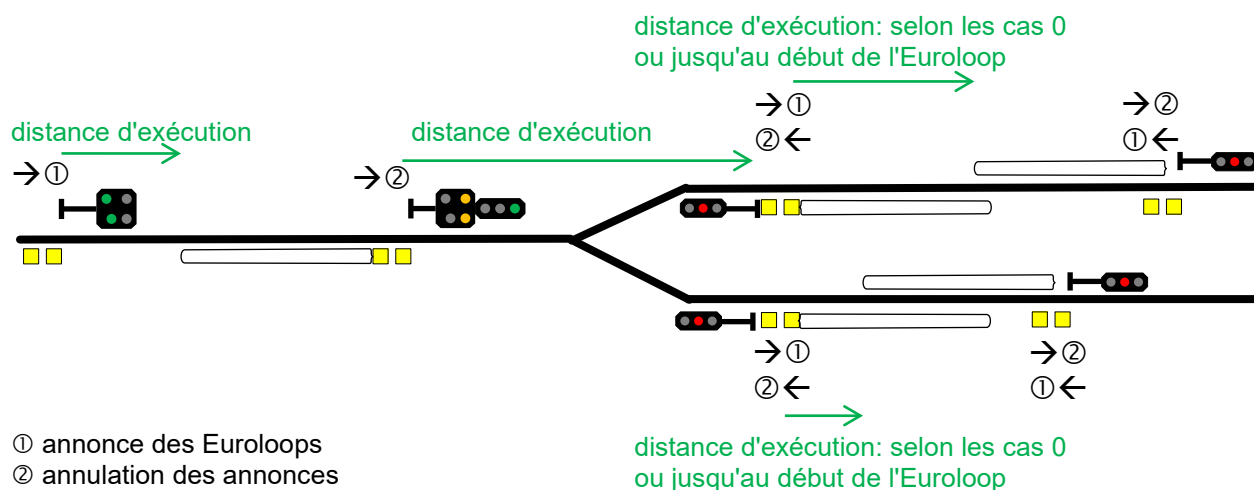 distance d'exécution: selon les cas 0
ou jusqu'au début de l'Euroloop
→① →②
②← ①←
distance d'exécution distance d'exécution
→① →②
→① →②
②← ①←
① annonce des Euroloops
② annulation des annonces
distance d'exécution: selon les cas 0
ou jusqu'au début de l'Euroloop